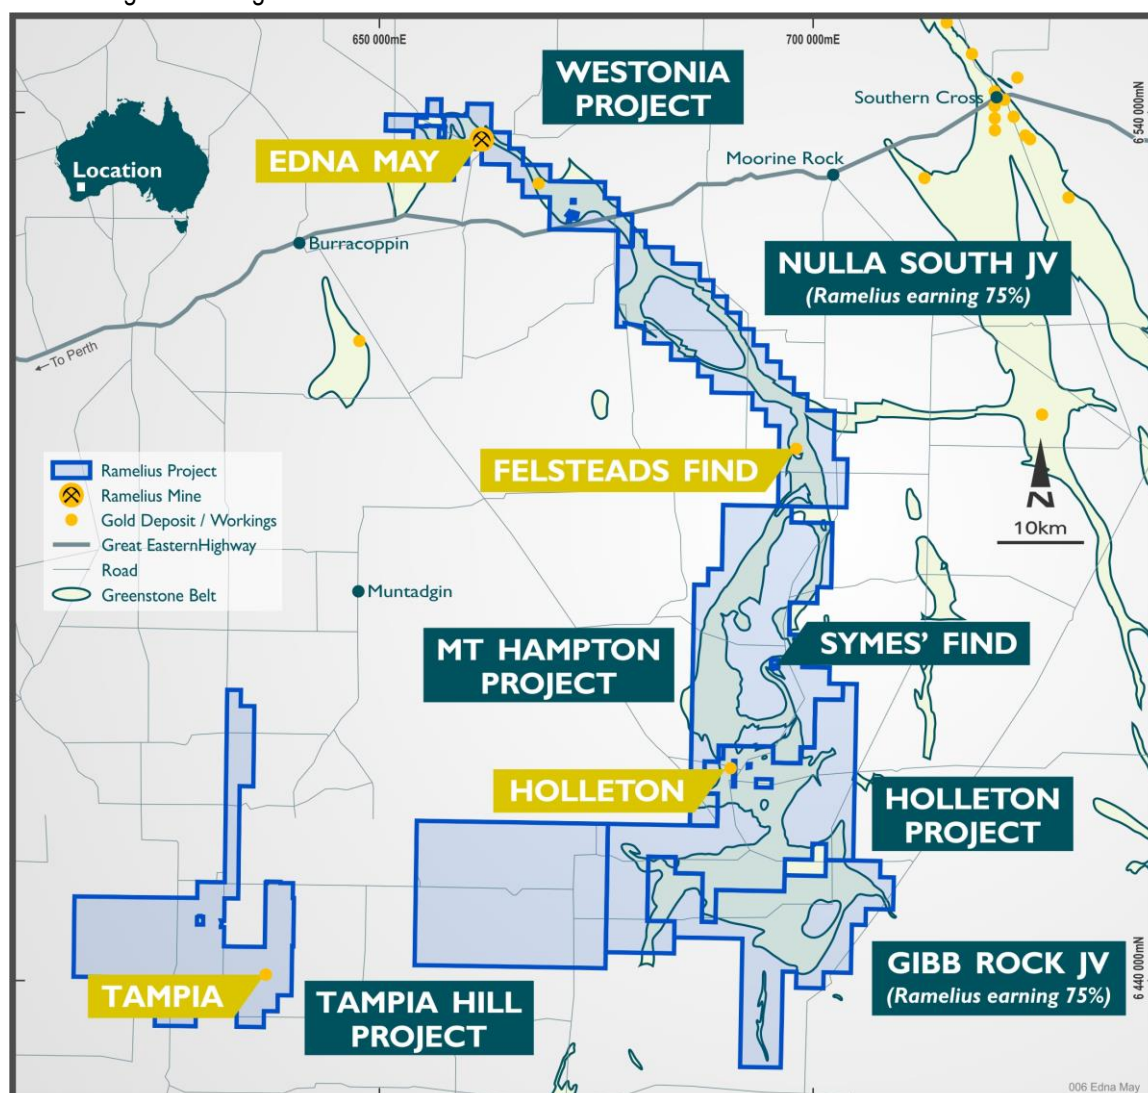 650 000mE
700 000mE
6 540 000mN
WESTONIA
PROJECT
Southern Cross
EDNA MAY
Moorine Rock
Location
Burracoppin
NULLA SOUTH JV
(Ramelius earning 75%)
To Perth
FELSTEADS FIND
Ramelius Project
Ramelius Mine
Gold Deposit / Workings
Great EasternHighway
Road
Greenstone Belt
N
10km
Muntadgin
MT HAMPTON
PROJECT
SYMES' FIND
HOLLETON
HOLLETON
PROJECT
TAMPIA
TAMPIA HILL
PROJECT
GIBB ROCK JV
(Ramelius earning 75%)
6 440 000mN
006 Edna May